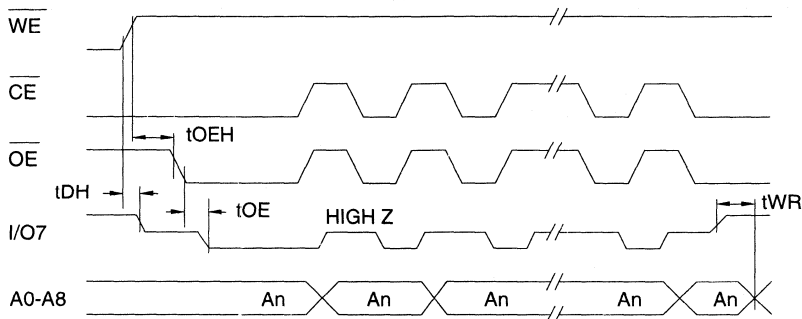 WE
CE
tOEH
OE
tDH
tOE
HIGH Z
tWR
I/O7
A0-A8 An An An An An